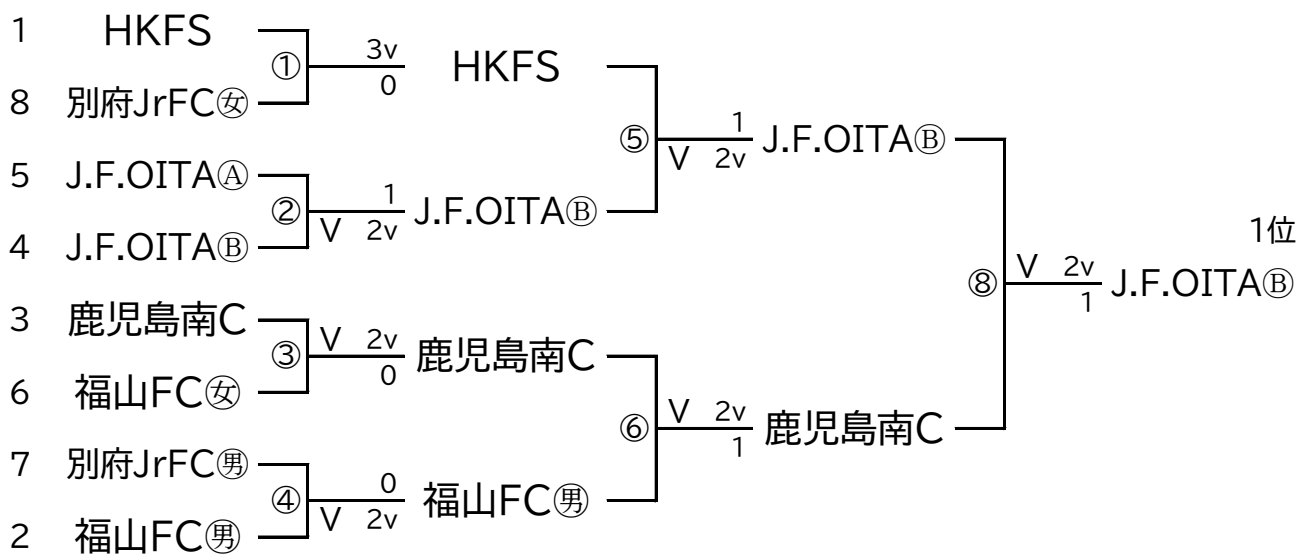 1 HKFS
① 3v
0
HKFS
8 別府JrFC㊛
⑤ 1
V 2v
J.F.OITAⒷ
5 J.F.OITAⒶ
② 1
V 2v
J.F.OITAⒷ
4 J.F.OITAⒷ
1位
⑧ V 2v
1
J.F.OITAⒷ
3 鹿児島南C
③ V 2v
0
鹿児島南C
6 福山FC㊛
⑥ V 2v
1
鹿児島南C
7 別府JrFC㊚
④ 0
V 2v
福山FC㊚
2 福山FC㊚